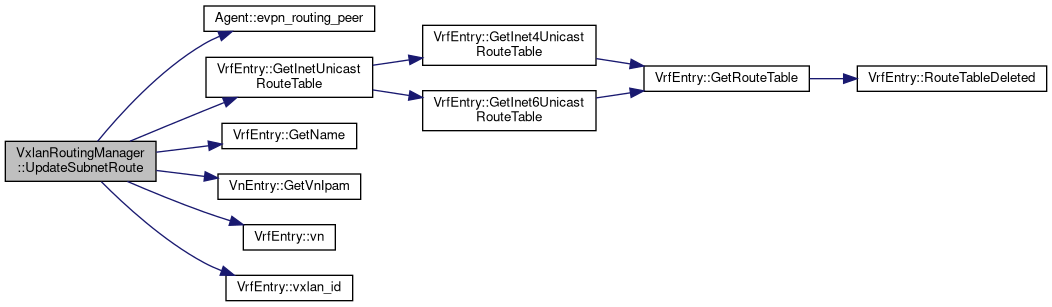 VxlanRoutingManager
::UpdateSubnetRoute
Agent::evpn_routing_peer
VrfEntry::GetInetUnicast
RouteTable
VrfEntry::GetInet4Unicast
RouteTable
VrfEntry::GetInet6Unicast
RouteTable
VrfEntry::GetRouteTable
VrfEntry::RouteTableDeleted
VrfEntry::GetName
VnEntry::GetVnIpam
VrfEntry::vn
VrfEntry::vxlan_id